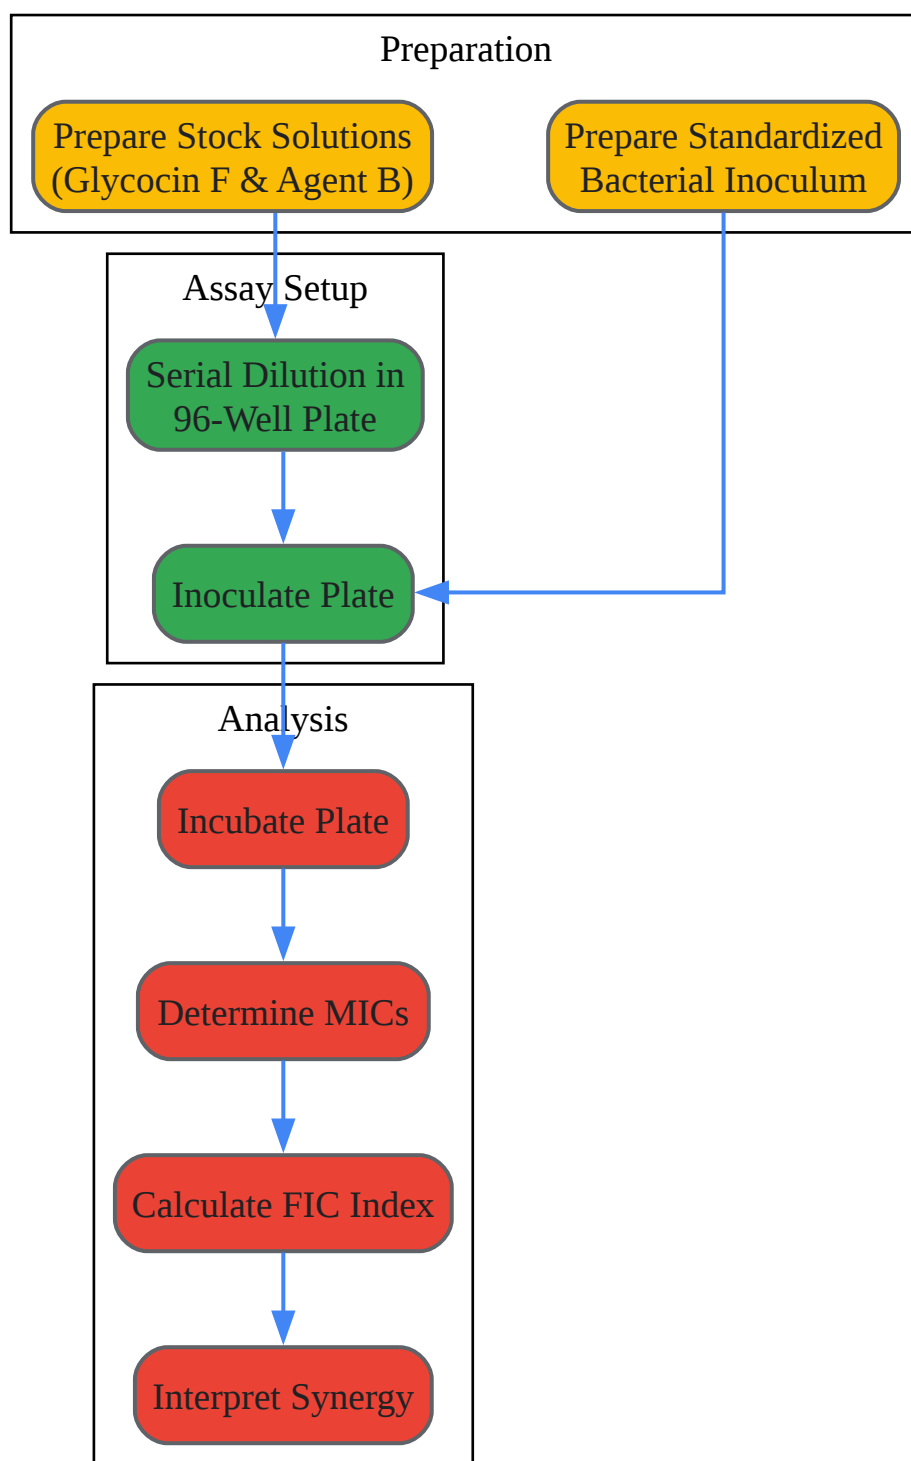 Preparation
Prepare Stock Solutions
(Glycocin F & Agent B)
Prepare Standardized
Bacterial Inoculum
Assay Setup
Serial Dilution in
96-Well Plate
Inoculate Plate
Analysis
Incubate Plate
Determine MICs
Calculate FIC Index
Interpret Synergy